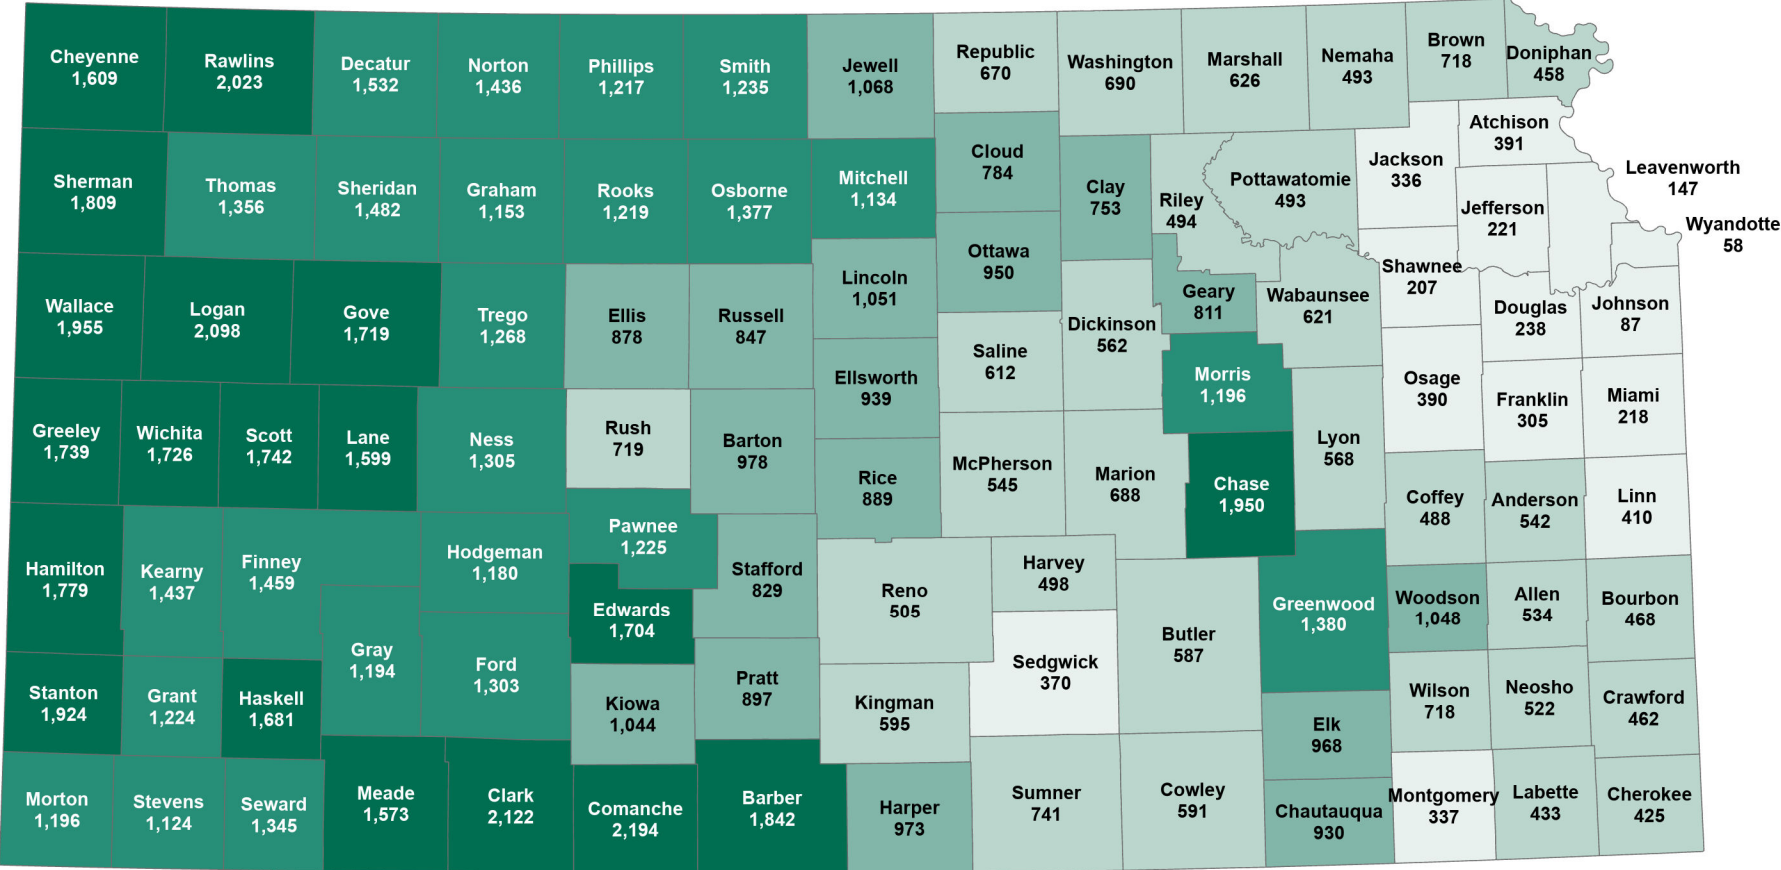 Cheyenne
1,609
Rawlins
2,023
Decatur
1,532
Norton
1,436
Phillips
1,217
Smith
1,235
Jewell
1,068
Republic
670
Washington
690
Marshall
626
Nemaha
493
Brown
718
Doniphan
458
Sherman
1,809
Thomas
1,356
Sheridan
1,482
Graham
1,153
Rooks
1,219
Osborne
1,377
Mitchell
1,134
Cloud
784
Clay
753
Riley
494
Pottawatomie
493
Jackson
336
Atchison
391
Jefferson
221
Leavenworth
147
Wyandotte
58
Wallace
1,955
Logan
2,098
Gove
1,719
Trego
1,268
Ellis
878
Russell
847
Lincoln
1,051
Ottawa
950
Saline
612
Dickinson
562
Geary
811
Wabaunsee
621
Shawnee
207
Douglas
238
Johnson
87
Greeley
1,739
Wichita
1,726
Scott
1,742
Lane
1,599
Ness
1,305
Rush
719
Barton
978
Ellsworth
939
Rice
889
McPherson
545
Marion
688
Morris
1,196
Chase
1,950
Lyon
568
Osage
390
Franklin
305
Miami
218
Coffey
488
Anderson
542
Linn
410
Hamilton
1,779
Kearny
1,437
Finney
1,459
Hodgeman
1,180
Pawnee
1,225
Edwards
1,704
Stafford
829
Reno
505
Harvey
498
Sedgwick
370
Butler
587
Greenwood
1,380
Woodson
1,048
Allen
534
Bourbon
468
Stanton
1,924
Grant
1,224
Haskell
1,681
Gray
1,194
Ford
1,303
Kiowa
1,044
Pratt
897
Kingman
595
Elk
968
Wilson
718
Neosho
522
Crawford
462
Morton
1,196
Stevens
1,124
Seward
1,345
Meade
1,573
Clark
2,122
Comanche
2,194
Barber
1,842
Harper
973
Sumner
741
Cowley
591
Chautauqua
930
Montgomery
337
Labette
433
Cherokee
425